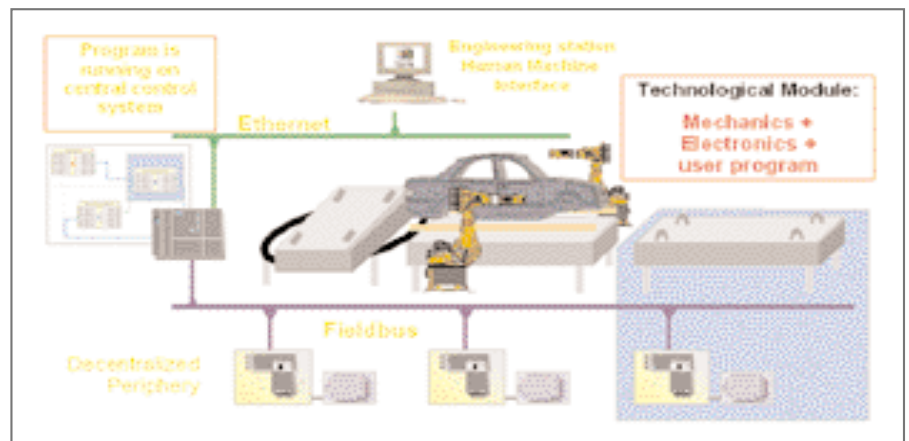 Program is
running on
central control
system
Engineering station
Human Machine
Interface
Ethernet
Technological Module:
Mechanics +
Electronics +
user program
Fieldbus
Decentralized
Periphery